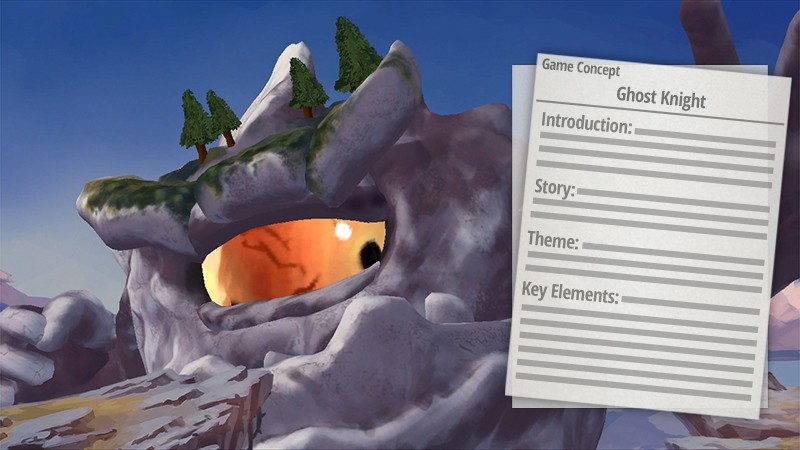 Game Concept
Ghost Knight
Introduction:
Story:
Theme:
Key Elements: